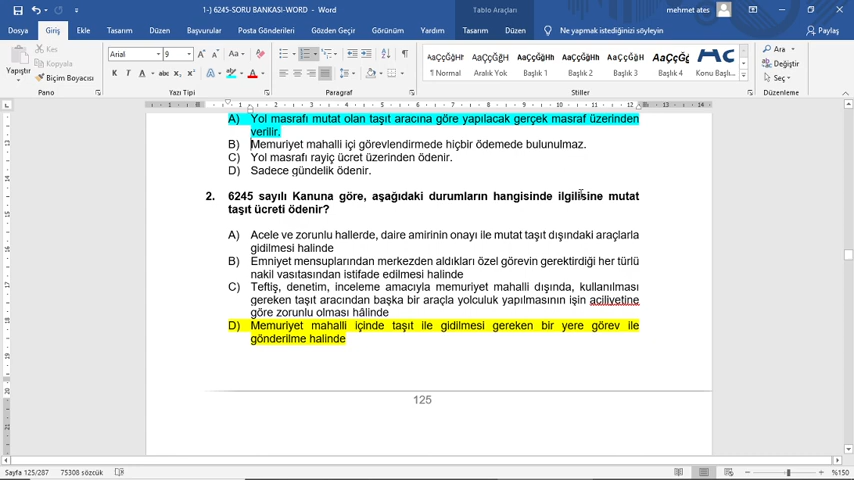 1-) 6245-SORU BANKASI-WORD - Word
Tablo Araçları
mehmet ates
Dosya Giriş Ekle Tasarım Düzen Başvurular Posta Gönderileri Gözden Geçir Görünüm Yardım Tasarım Düzen Ne yapmak istediğinizi söyleyin Paylaş
Yapıştır
Kes
Kopyala
Biçim Boyacısı
Arial 9
AaÇçĞğHh AaÇçĞğHh AaÇçĞğHh AaÇçĞğHh AaÇçĞğHh AaÇçĞğ
¶ Normal Aralık Yok Başlık 1 Başlık 2 Başlık 3 Başlık 4 Konu Başlı...
Ara
Değiştir
Seç
Pano Yazı Tipi Paragraf Stiller Düzenleme
A) Yol masrafı mutat olan taşıt aracına göre yapılacak gerçek masraf üzerinden
verilir.
B) Memuriyet mahalli içi görevlendirmede hiçbir ödemede bulunulmaz.
C) Yol masrafı rayiç ücret üzerinden ödenir.
D) Sadece gündelik ödenir.
2. 6245 sayılı Kanuna göre, aşağıdaki durumların hangisinde ilgilisine mutat
taşıt ücreti ödenir?
A) Acele ve zorunlu hallerde, daire amirinin onayı ile mutat taşıt dışındaki araçlarla
gidilmesi halinde
B) Emniyet mensuplarından merkezden aldıkları özel görevin gerektirdiği her türlü
nakil vasıtasından istifade edilmesi halinde
C) Teftiş, denetim, inceleme amacıyla memuriyet mahalli dışında, kullanılması
gereken taşıt aracından başka bir araçla yolculuk yapılmasının işin aciliyetine
göre zorunlu olması hâlinde
D) Memuriyet mahalli içinde taşıt ile gidilmesi gereken bir yere görev ile
gönderilme halinde
125
Sayfa 125/287 75308 sözcük
%150